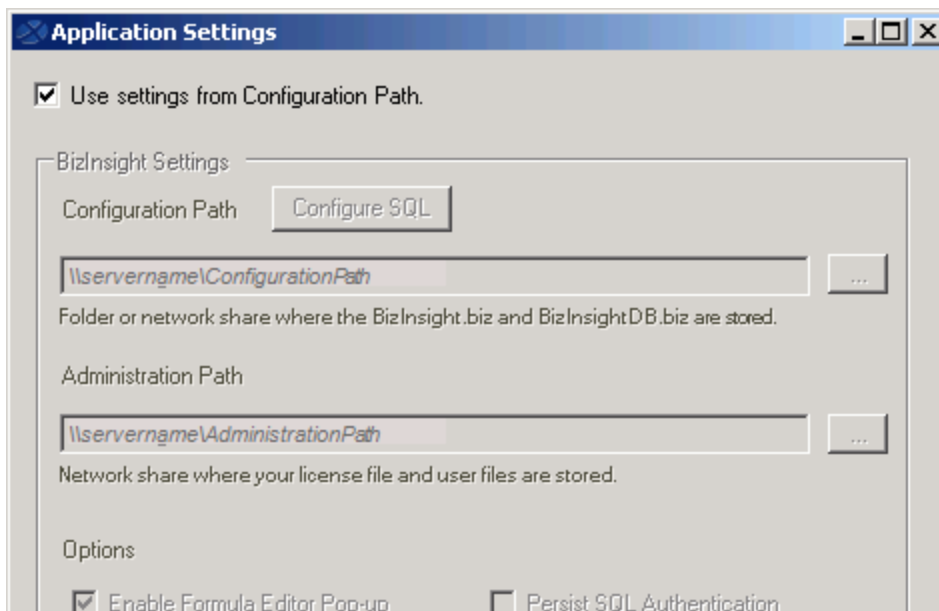 Application Settings
Use settings from Configuration Path.
BizInsight Settings
Configuration Path Configure SQL
\\servername\ConfigurationPath ...
Folder or network share where the BizInsight.biz and BizInsightDB.biz are stored.
Administration Path
\\servername\AdministrationPath ...
Network share where your license file and user files are stored.
Options
Enable Formula Editor Pop-up Persist SQL Authentication